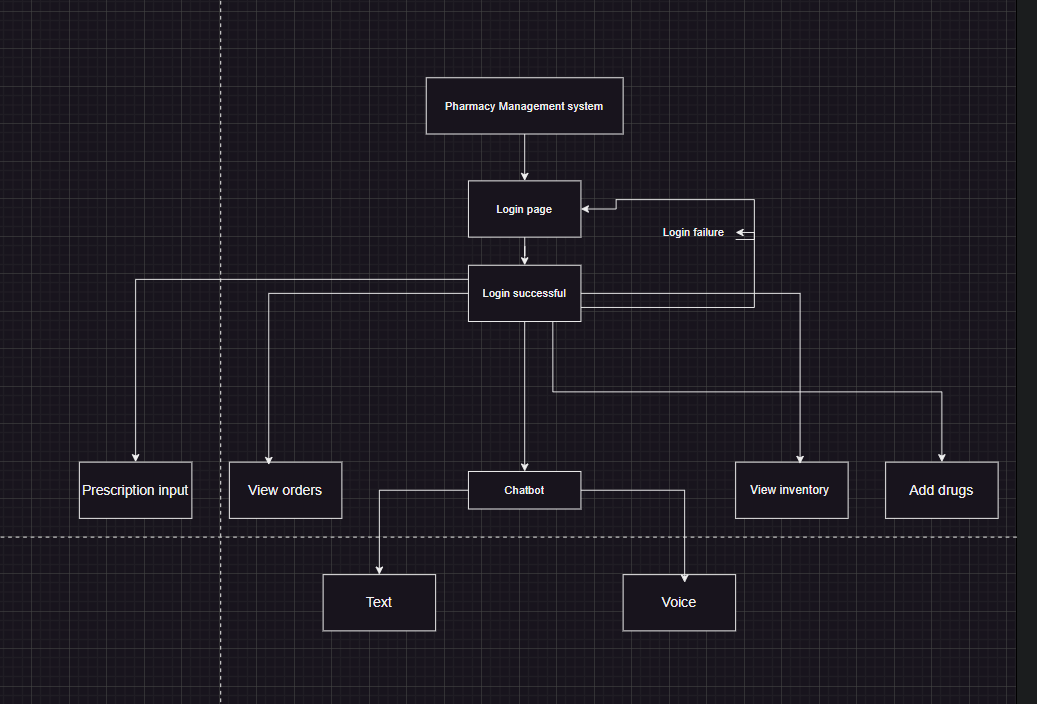 Pharmacy Management system
Login page
Login failure
Login successful
Prescription input
View orders
Chatbot
View inventory
Add drugs
Text
Voice